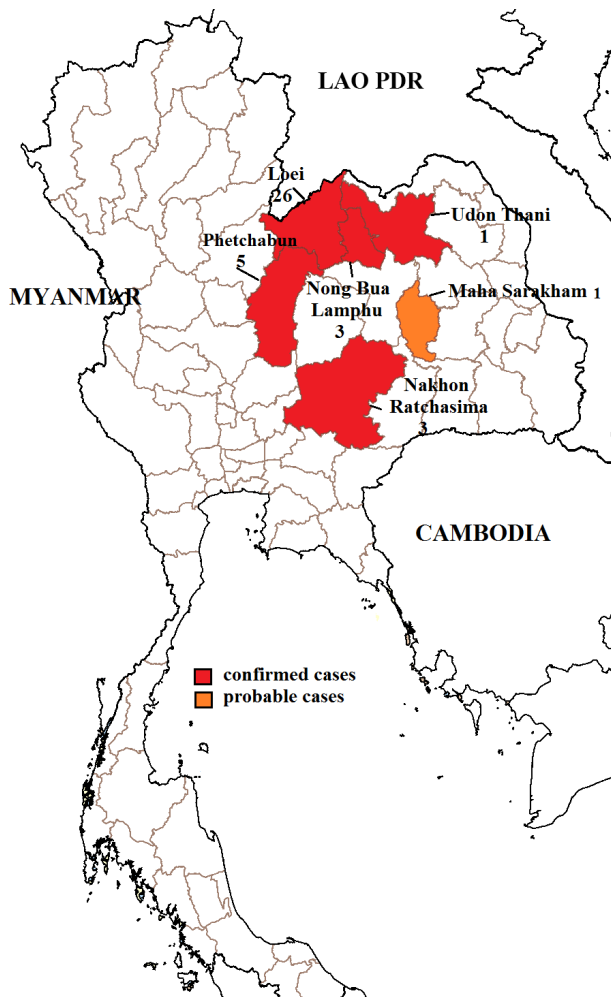 LAO PDR
Loei
26
Udon Thani
1
Phetchabun
5
MYANMAR
Nong Bua
Lamphu
3
Maha Sarakham 1
Nakhon
Ratchasima
3
CAMBODIA
confirmed cases
probable cases